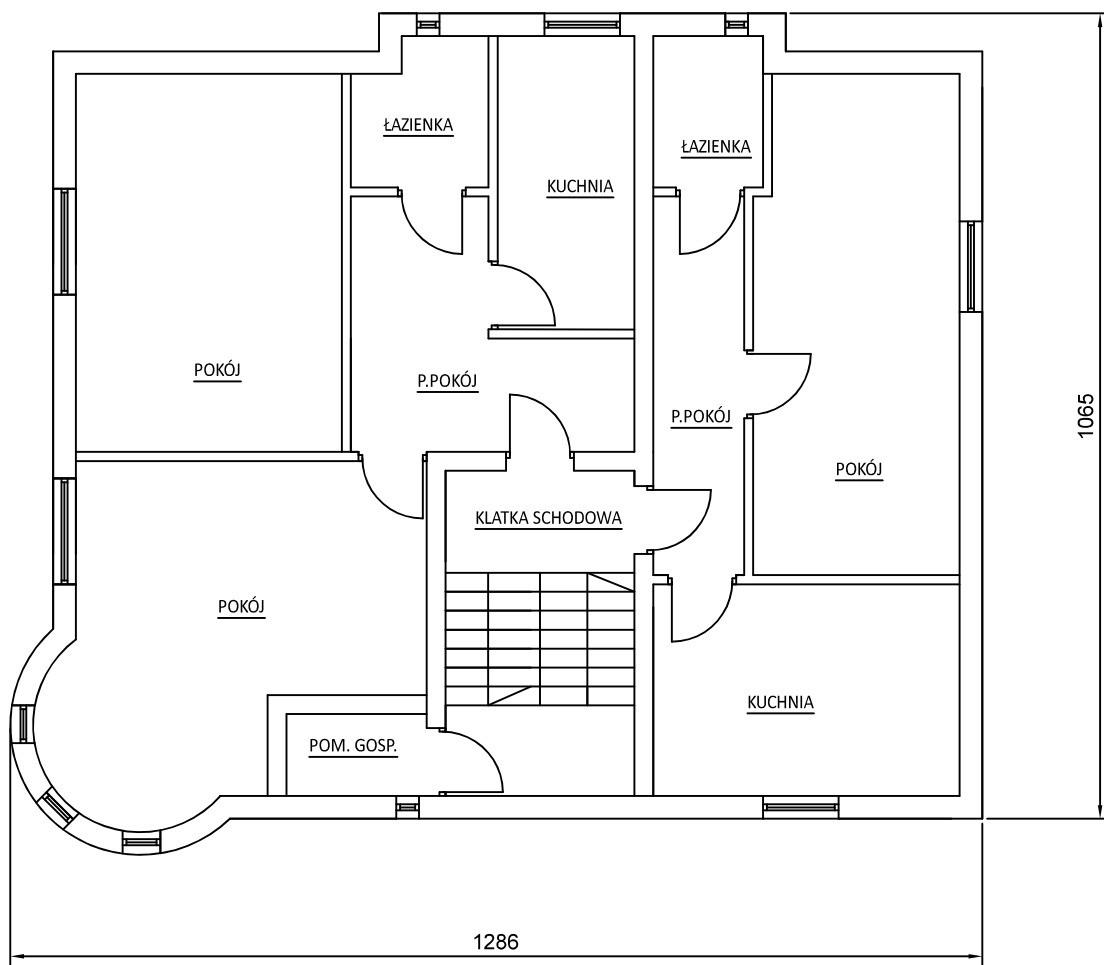 ŁAZIENKA
ŁAZIENKA
KUCHNIA
POKÓJ
P.POKÓJ
P.POKÓJ
1065
POKÓJ
KLATKA SCHODOWA
POKÓJ
KUCHNIA
POM. GOSP.
1286